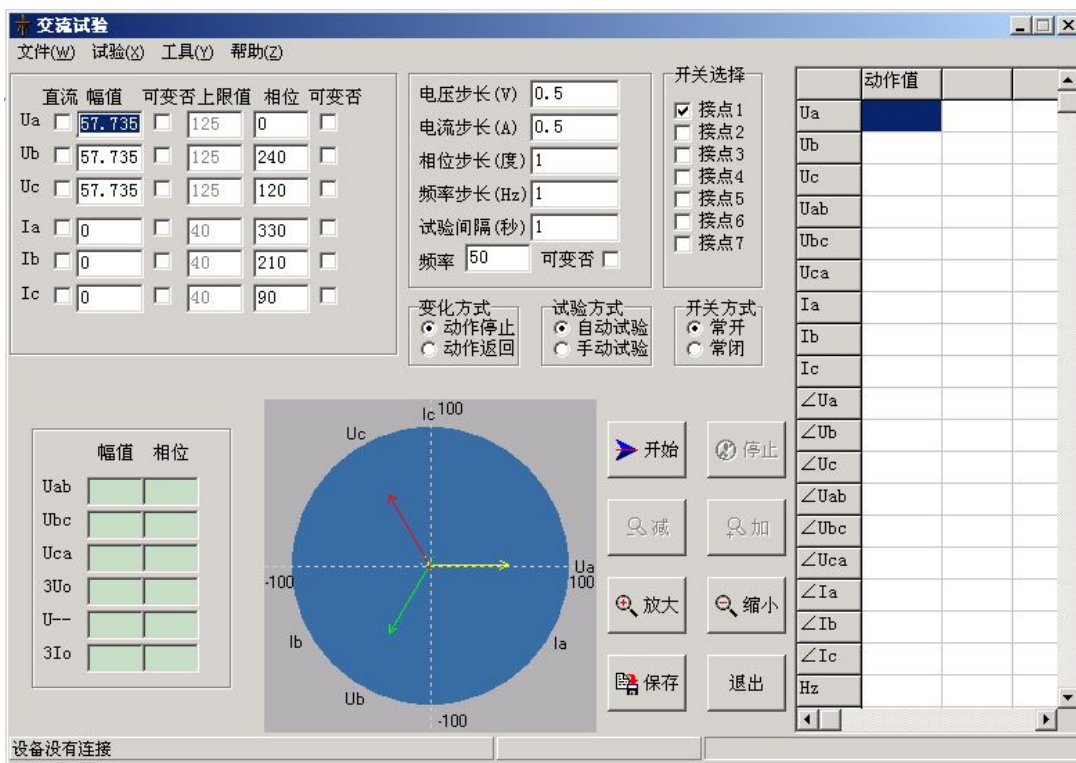 交流试验
文件(W) 试验(X) 工具(Y) 帮助(Z)
直流 幅值 可变否 上限值 相位 可变否
Ua 57.735 125 0
Ub 57.735 125 240
Uc 57.735 125 120
Ia 0 40 330
Ib 0 40 210
Ic 0 40 90
电压步长(V) 0.5
电流步长(A) 0.5
相位步长(度) 1
频率步长(Hz) 1
试验间隔(秒) 1
频率 50 可变否
开关选择
接点1
接点2
接点3
接点4
接点5
接点6
接点7
变化方式
动作停止
动作返回
试验方式
自动试验
手动试验
开关方式
常开
常闭
幅值 相位
Uab
Ubc
Uca
3Uo
U--
3Io
Ic 100
Uc
Ua
-100 100
Ib Ia
Ub
-100
开始 停止
减 加
放大 缩小
保存 退出
动作值
Ua
Ub
Uc
Uab
Ubc
Uca
Ia
Ib
Ic
∠Ua
∠Ub
∠Uc
∠Uab
∠Ubc
∠Uca
∠Ia
∠Ib
∠Ic
Hz
设备没有连接